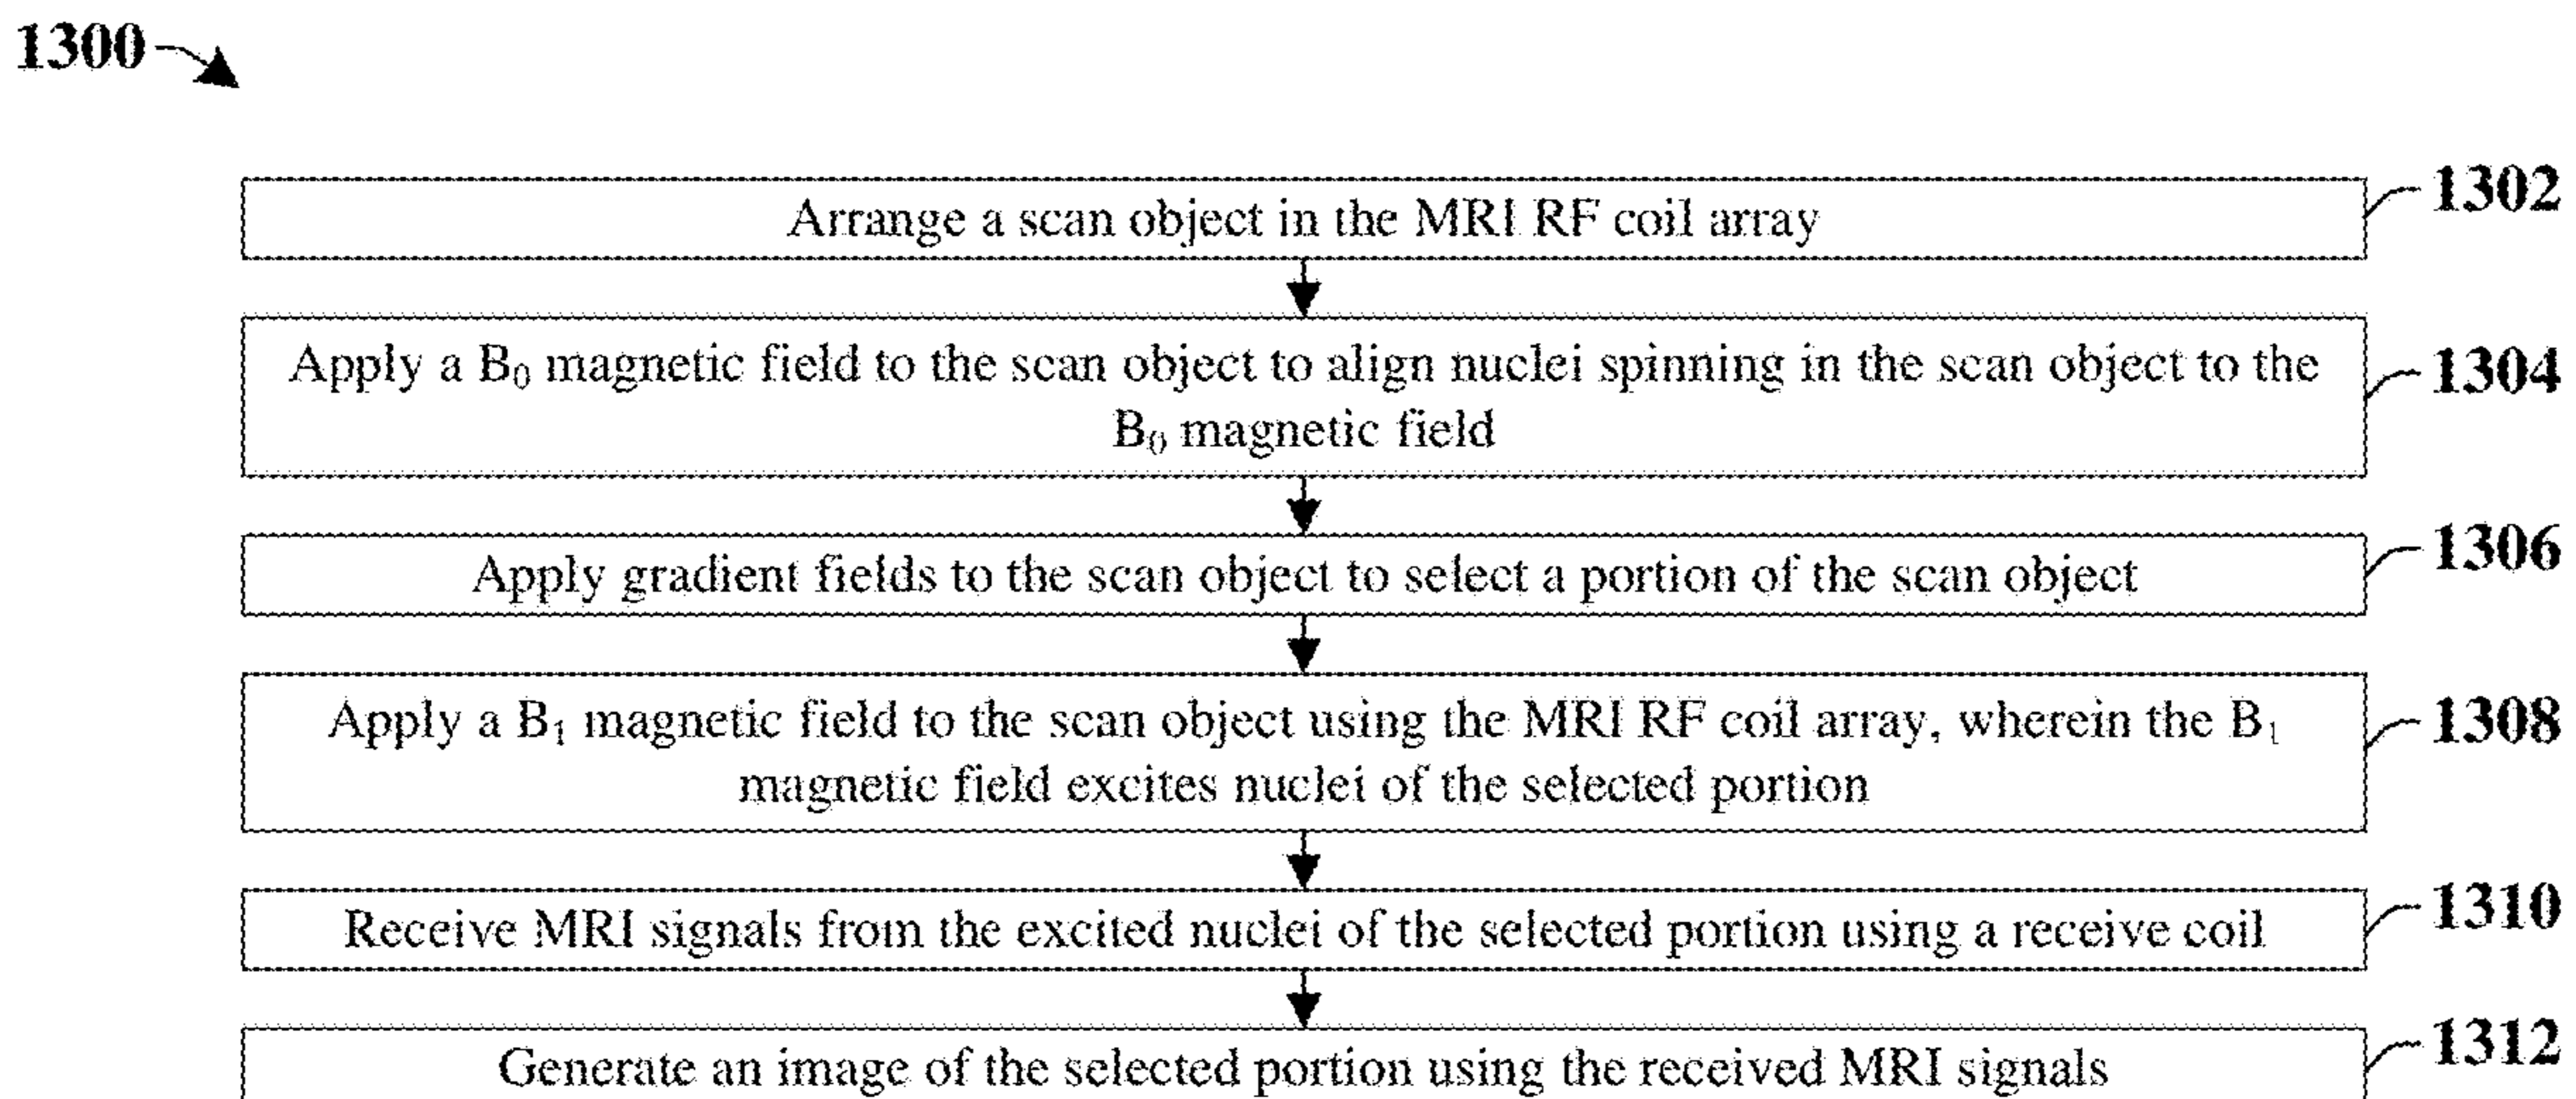 1300
Arrange a scan object in the MRI RF coil array
1302
Apply a B₀ magnetic field to the scan object to align nuclei spinning in the scan object to the
B₀ magnetic field
1304
Apply gradient fields to the scan object to select a portion of the scan object
1306
Apply a B₁ magnetic field to the scan object using the MRI RF coil array, wherein the B₁
magnetic field excites nuclei of the selected portion
1308
Receive MRI signals from the excited nuclei of the selected portion using a receive coil
1310
Generate an image of the selected portion using the received MRI signals
1312